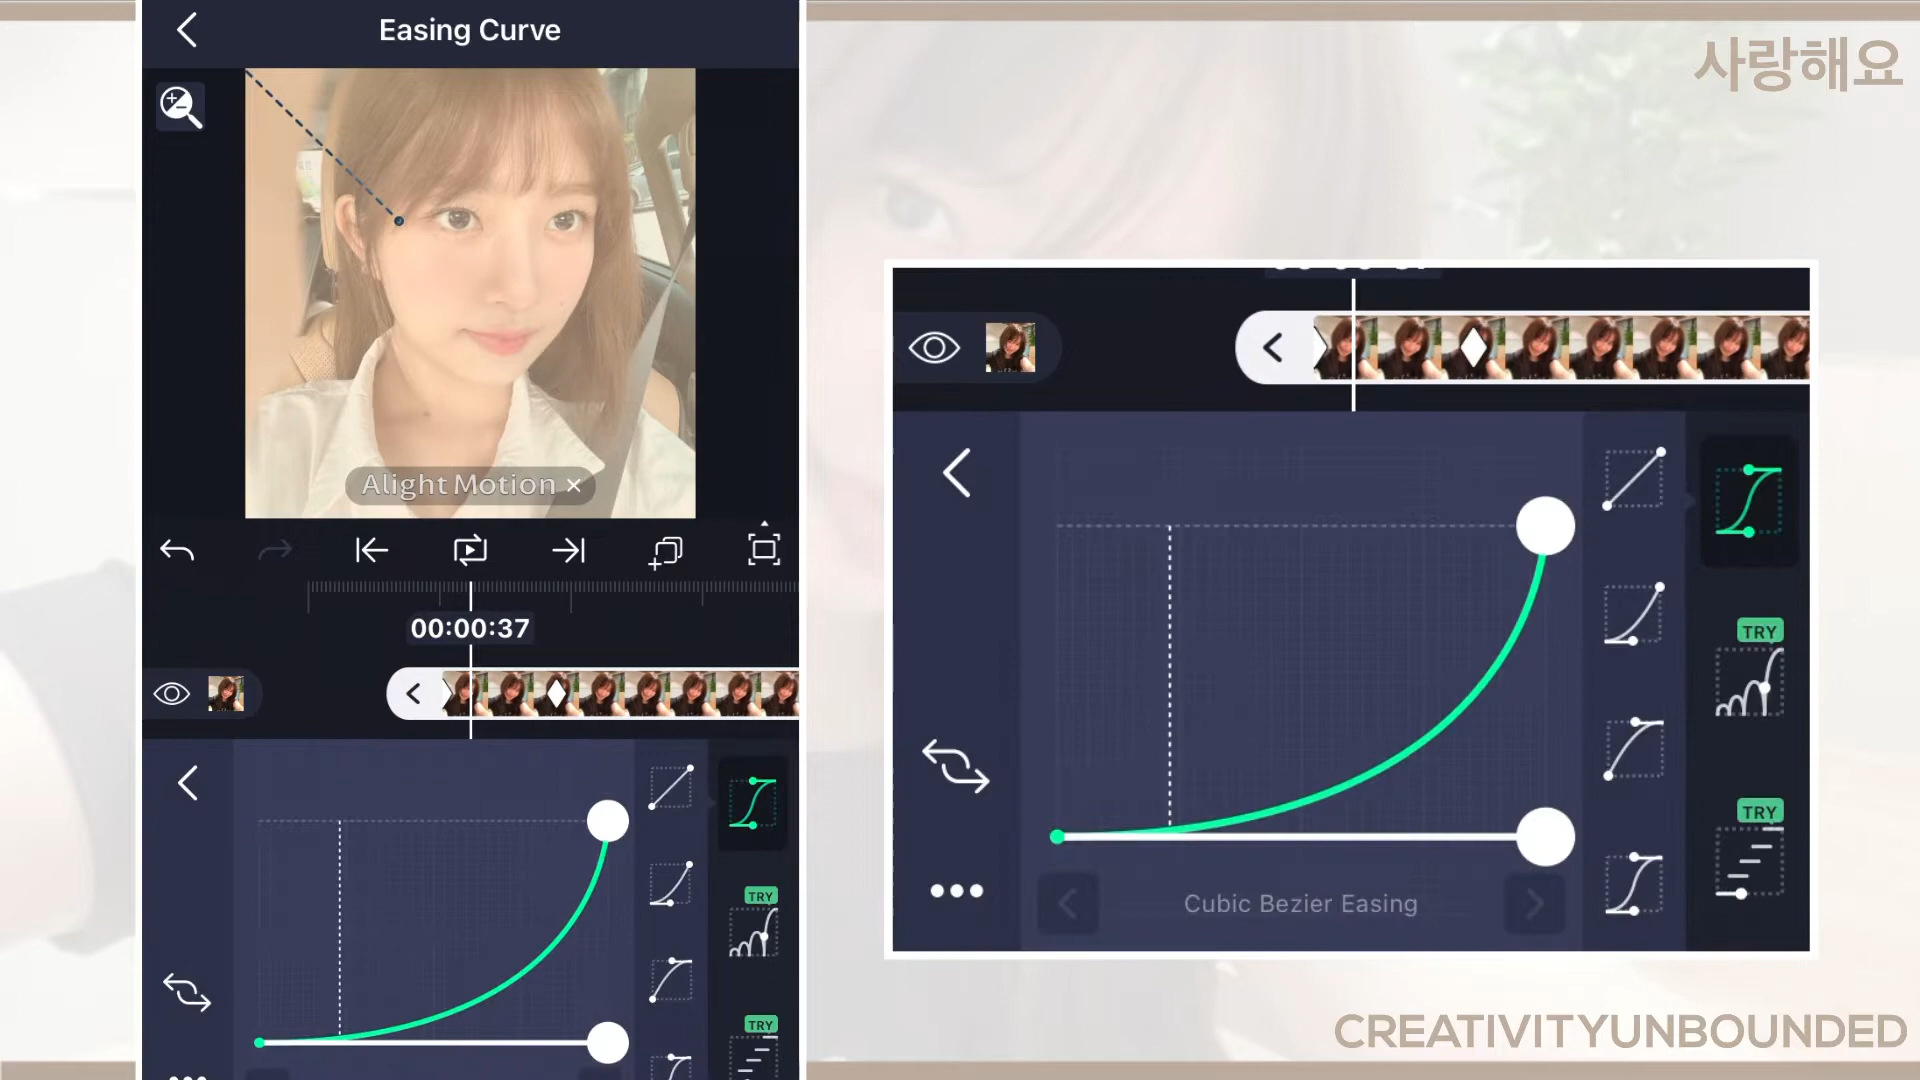 Easing Curve
사랑해요
Alight Motion ×
00:00:37
TRY
TRY
TRY
TRY
Cubic Bezier Easing
CREATIVITYUNBOUNDED